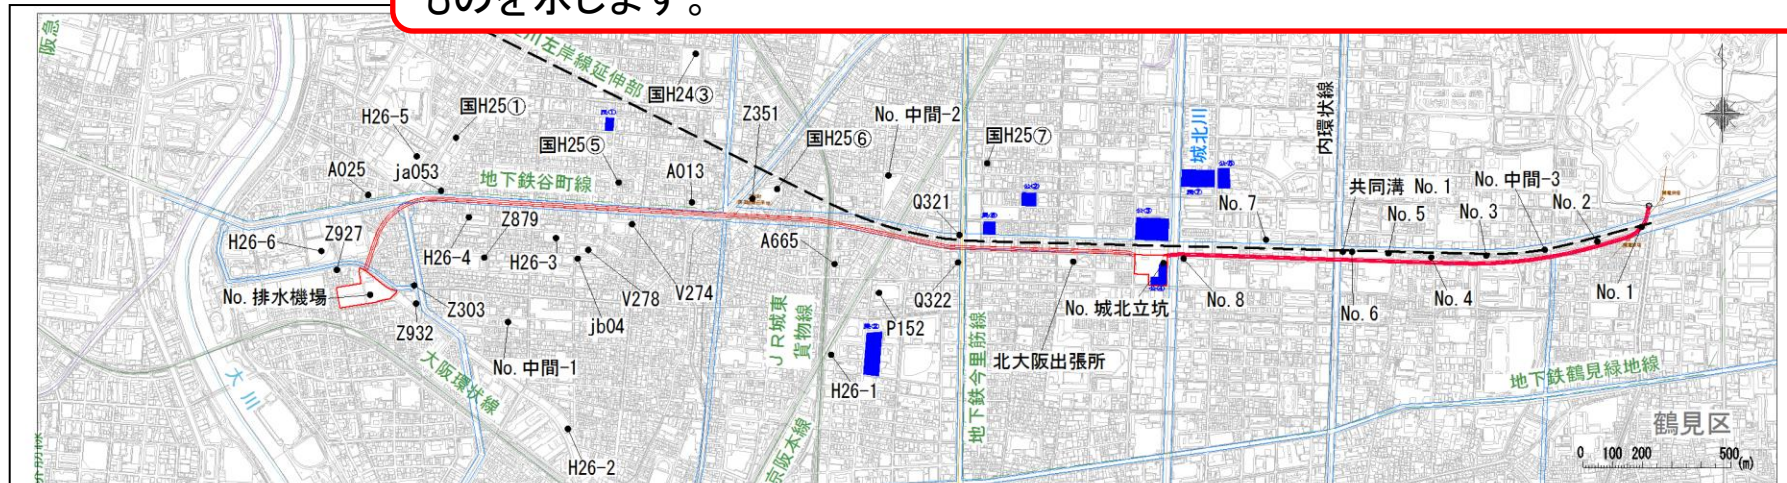 ものを示します。
阪急
淀川左岸線延伸部
国H24③
H26-5
国H25①
Z351
No. 中間-2
国H25⑥
国H25⑤
国H25⑦
城北川
内環状線
A025
ja053
地下鉄谷町線
A013
共同溝 No. 1
No. 中間-3
No. 7
No. 5
No. 3
No. 2
Q321
H26-6
Z927
H26-4
Z879
H26-3
A665
No. 排水機場
Z303
Z932
V278
V274
jb04
Q322
No. 城北立坑
No. 8
No. 6
No. 4
No. 1
No. 中間-1
JR城東
貨物線
P152
北大阪出張所
地下鉄今里筋線
大川
大阪環状線
H26-1
H26-2
京阪本線
地下鉄鶴見緑地線
鶴見区
0 100 200 500
(m)